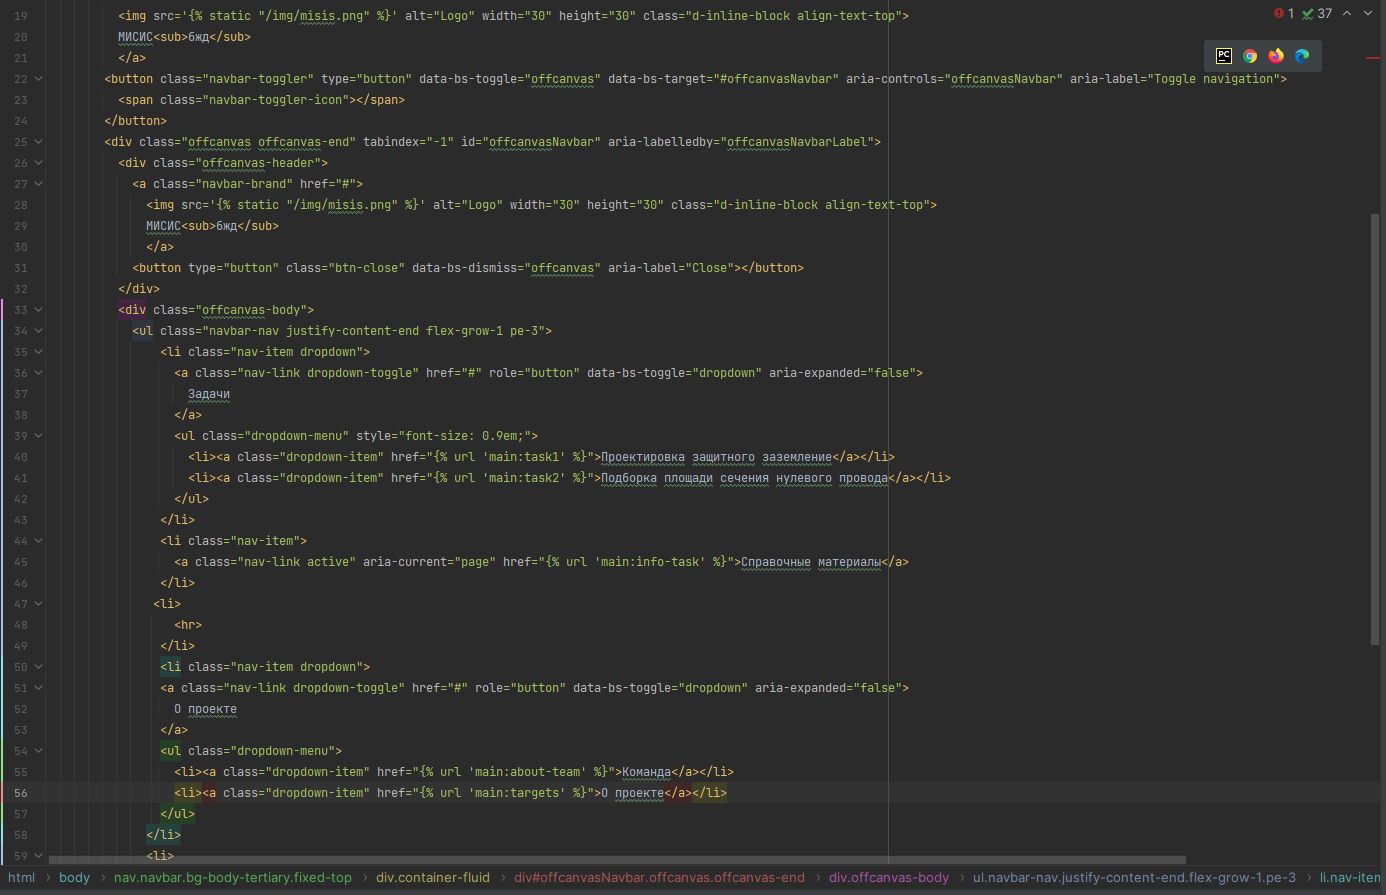 19 <img src='{% static "/img/misis.png" %}' alt="Logo" width="30" height="30" class="d-inline-block align-text-top">
1 37
20 МИСИС<sub>бжд</sub>
21 </a>
PC
22 <button class="navbar-toggler" type="button" data-bs-toggle="offcanvas" data-bs-target="#offcanvasNavbar" aria-controls="offcanvasNavbar" aria-label="Toggle navigation">
23 <span class="navbar-toggler-icon"></span>
24 </button>
25 <div class="offcanvas offcanvas-end" tabindex="-1" id="offcanvasNavbar" aria-labelledby="offcanvasNavbarLabel">
26 <div class="offcanvas-header">
27 <a class="navbar-brand" href="#">
28 <img src='{% static "/img/misis.png" %}' alt="Logo" width="30" height="30" class="d-inline-block align-text-top">
29 МИСИС<sub>бжд</sub>
30 </a>
31 <button type="button" class="btn-close" data-bs-dismiss="offcanvas" aria-label="Close"></button>
32 </div>
33 <div class="offcanvas-body">
34 <ul class="navbar-nav justify-content-end flex-grow-1 pe-3">
35 <li class="nav-item dropdown">
36 <a class="nav-link dropdown-toggle" href="#" role="button" data-bs-toggle="dropdown" aria-expanded="false">
37 Задачи
38 </a>
39 <ul class="dropdown-menu" style="font-size: 0.9em;">
40 <li><a class="dropdown-item" href="{% url 'main:task1' %}">Проектировка защитного заземление</a></li>
41 <li><a class="dropdown-item" href="{% url 'main:task2' %}">Подборка площади сечения нулевого провода</a></li>
42 </ul>
43 </li>
44 <li class="nav-item">
45 <a class="nav-link active" aria-current="page" href="{% url 'main:info-task' %}">Справочные материалы</a>
46 </li>
47 <li>
48 <hr>
49 </li>
50 <li class="nav-item dropdown">
51 <a class="nav-link dropdown-toggle" href="#" role="button" data-bs-toggle="dropdown" aria-expanded="false">
52 О проекте
53 </a>
54 <ul class="dropdown-menu">
55 <li><a class="dropdown-item" href="{% url 'main:about-team' %}">Команда</a></li>
56 <li><a class="dropdown-item" href="{% url 'main:targets' %}">О проекте</a></li>
57 </ul>
58 </li>
59 <li>
html › body › nav.navbar.bg-body-tertiary.fixed-top › div.container-fluid › div#offcanvasNavbar.offcanvas.offcanvas-end › div.offcanvas-body › ul.navbar-nav.justify-content-end.flex-grow-1.pe-3 › li.nav-iten